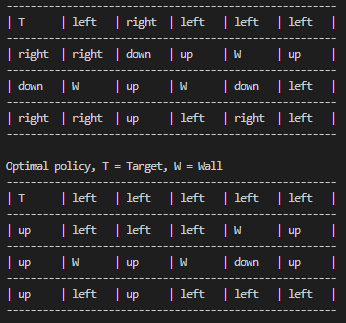 | T | left | right | left | left | left |
| right | right | down | up | W | up |
| down | W | up | W | down | left |
| right | right | up | left | right | left |
Optimal policy, T = Target, W = Wall
| T | left | left | left | left | left |
| up | left | left | left | W | up |
| up | W | up | W | down | up |
| up | left | up | left | left | left |